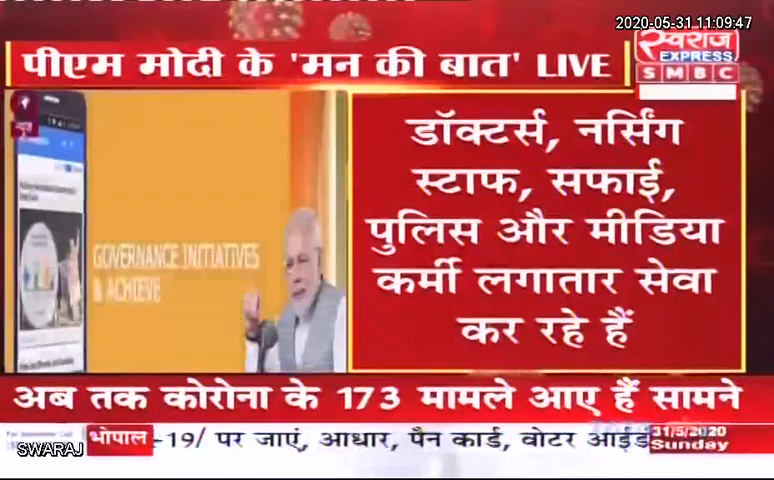 2020-05-31 11:09:47
पीएम मोदी के 'मन की बात' LIVE
स्वराज
EXPRESS
SMBC
डॉक्टर्स, नर्सिंग
स्टाफ, सफाई,
पुलिस और मीडिया
कर्मी लगातार सेवा
कर रहे हैं
GOVERNANCE INITIATIVES
& ACHIEVE
अब तक कोरोना के 173 मामले आए हैं सामने
भोपाल
-19/ पर जाएं, आधार, पैन कार्ड, वोटर आईड
31/5/2020
Sunday
SWARAJ